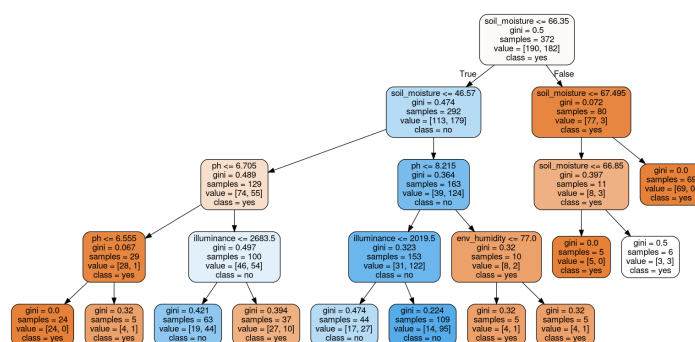 soil_moisture <= 66.35
gini = 0.5
samples = 372
value = [190, 182]
class = yes
True
False
soil_moisture <= 46.57
gini = 0.474
samples = 292
value = [113, 179]
class = no
soil_moisture <= 67.495
gini = 0.072
samples = 80
value = [77, 3]
class = yes
ph <= 6.705
gini = 0.489
samples = 129
value = [74, 55]
class = yes
ph <= 8.215
gini = 0.364
samples = 163
value = [39, 124]
class = no
soil_moisture <= 66.85
gini = 0.397
samples = 11
value = [8, 3]
class = yes
gini = 0.0
samples = 69
value = [69, 0
class = yes
ph <= 6.555
gini = 0.067
samples = 29
value = [28, 1]
class = yes
illuminance <= 2683.5
gini = 0.497
samples = 100
value = [46, 54]
class = no
illuminance <= 2019.5
gini = 0.323
samples = 153
value = [31, 122]
class = no
env_humidity <= 77.0
gini = 0.32
samples = 10
value = [8, 2]
class = yes
gini = 0.0
samples = 5
value = [5, 0]
class = yes
gini = 0.5
samples = 6
value = [3, 3]
class = yes
gini = 0.0
samples = 24
value = [24, 0]
class = yes
gini = 0.32
samples = 5
value = [4, 1]
class = yes
gini = 0.421
samples = 63
value = [19, 44]
class = no
gini = 0.394
samples = 37
value = [27, 10]
class = yes
gini = 0.474
samples = 44
value = [17, 27]
class = no
gini = 0.224
samples = 109
value = [14, 95]
class = no
gini = 0.32
samples = 5
value = [4, 1]
class = yes
gini = 0.32
samples = 5
value = [4, 1]
class = yes